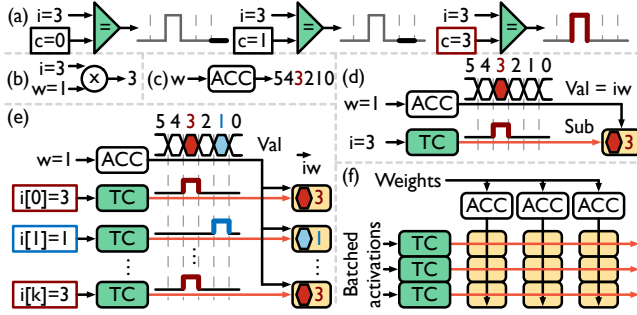 (a) i=3 c=0 = i=3 c=1 = i=3 c=3 =
(b) i=3 w=1 × 3
(c) w ACC 543210
(d) 5 4 3 2 1 0
w=1 ACC Val = iw
i=3 TC Sub 3
(e) 5 4 3 2 1 0
w=1 ACC Val iw
i[0]=3 TC 3
i[1]=1 TC 1
⋮ ⋮ ⋮
i[k]=3 TC 3
(f) Weights
ACC ACC ACC
Batched activations
TC
TC
TC